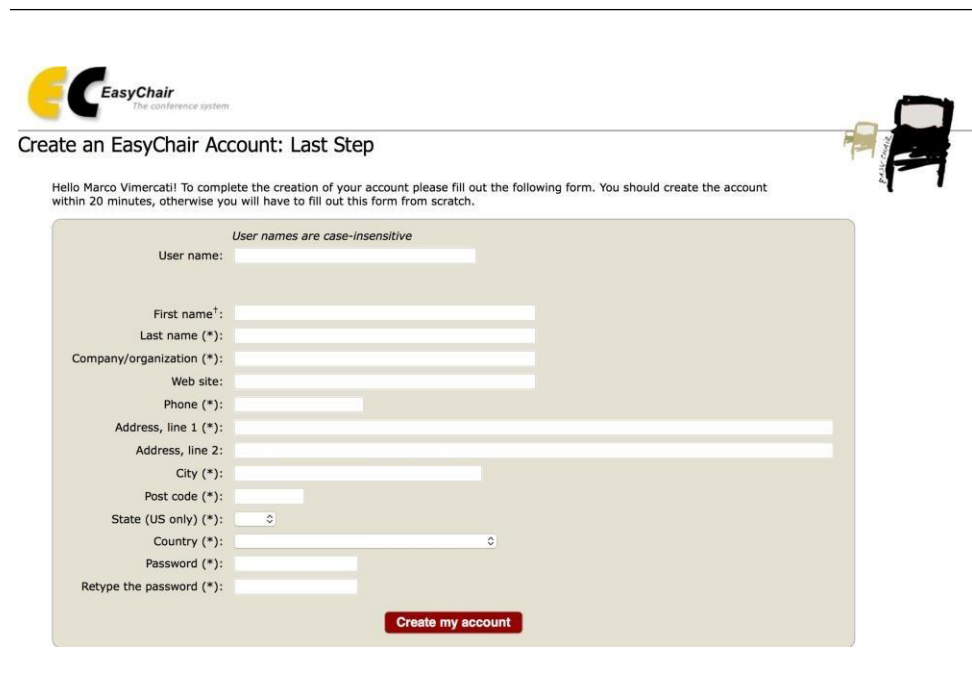 EC EasyChair
The conference system
Create an EasyChair Account: Last Step
EASY CHAIR
Hello Marco Vimercati! To complete the creation of your account please fill out the following form. You should create the account
within 20 minutes, otherwise you will have to fill out this form from scratch.
User names are case-insensitive
User name:
First name†:
Last name (*):
Company/organization (*):
Web site:
Phone (*):
Address, line 1 (*):
Address, line 2:
City (*):
Post code (*):
State (US only) (*):
Country (*):
Password (*):
Retype the password (*):
Create my account